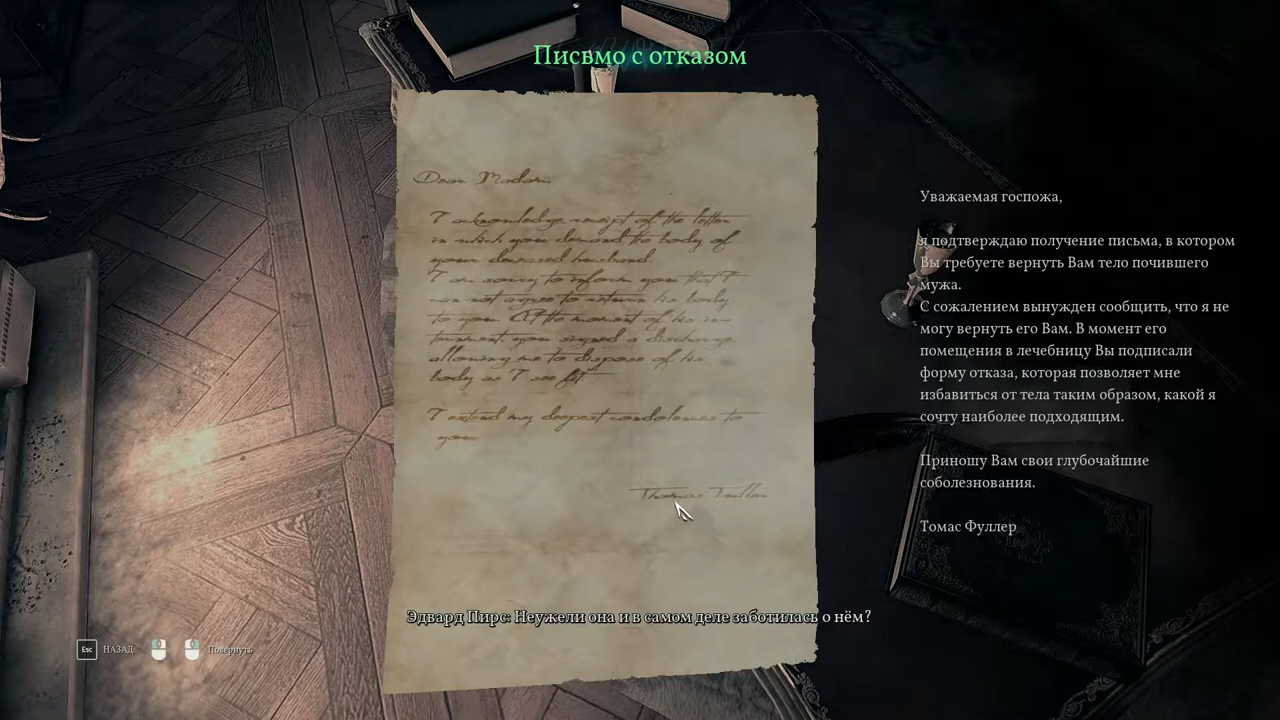 Письмо с отказом
Dear Madam,
I acknowledge receipt of the letter
in which you demand the body of
your deceased husband.
I am sorry to inform you that I
can not agree to return his body
to you. At the moment of his in-
ternment, you signed a discharge
allowing me to dispose of his
body as I see fit.
I extend my deepest condolences to
you
Thomas Fuller
Уважаемая госпожа,
я подтверждаю получение письма, в котором
Вы требуете вернуть Вам тело почившего
мужа.
С сожалением вынужден сообщить, что я не
могу вернуть его Вам. В момент его
помещения в лечебницу Вы подписали
форму отказа, которая позволяет мне
избавиться от тела таким образом, какой я
сочту наиболее подходящим.
Приношу Вам свои глубочайшие
соболезнования.
Томас Фуллер
Эдвард Пирс: Неужели она и в самом деле заботилась о нём?
Esc НАЗАД Повернуть